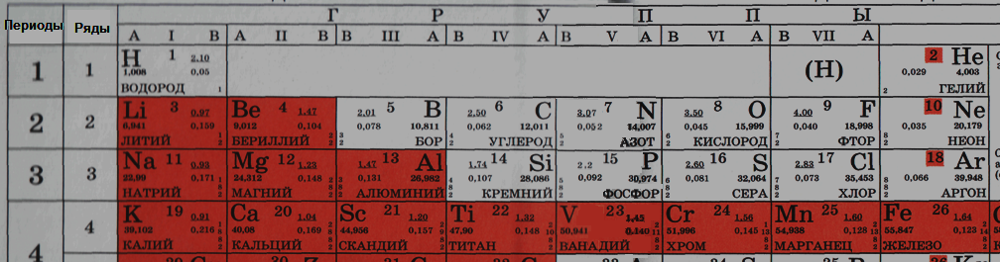 Г Р У П П Ы
Периоды Ряды
A I B A II B B III A B IV A B V A B VI A B VII A
1 1 H 1 2.10 (H) 2 He
1,008 0,05 0,029 4,003
ВОДОРОД 1 2 ГЕЛИЙ
2 2 Li 3 0.97 Be 4 1.47 2.01 5 B 2.50 6 C 3.07 7 N 3.50 8 O 4.00 9 F 10 Ne
6,941 0,159 9,012 0,104 0,078 10,811 0,062 12,011 0,052 14,007 0,045 15,999 0,040 18,998 0,035 20,179
ЛИТИЙ БЕРИЛЛИЙ БОР УГЛЕРОД АЗОТ КИСЛОРОД ФТОР НЕОН
3 3 Na 11 0.93 Mg 12 1.23 1.47 13 Al 1.74 14 Si 2.2 15 P 2.60 16 S 2.83 17 Cl 18 Ar
22,99 0,171 24,312 0,148 0,131 26,982 0,107 28,086 0,092 30,974 0,081 32,064 0,073 35,453 0,066 39,948
НАТРИЙ МАГНИЙ АЛЮМИНИЙ КРЕМНИЙ ФОСФОР СЕРА ХЛОР АРГОН
4 4 K 19 0.91 Ca 20 1.04 Sc 21 1.20 Ti 22 1.32 V 23 1.45 Cr 24 1.56 Mn 25 1.60 Fe 26 1.64
39,102 0,216 40,08 0,169 44,956 0,157 47,90 0,148 50,941 0,140 51,996 0,145 54,938 0,128 55,847 0,123
КАЛИЙ КАЛЬЦИЙ СКАНДИЙ ТИТАН ВАНАДИЙ ХРОМ МАРГАНЕЦ ЖЕЛЕЗО